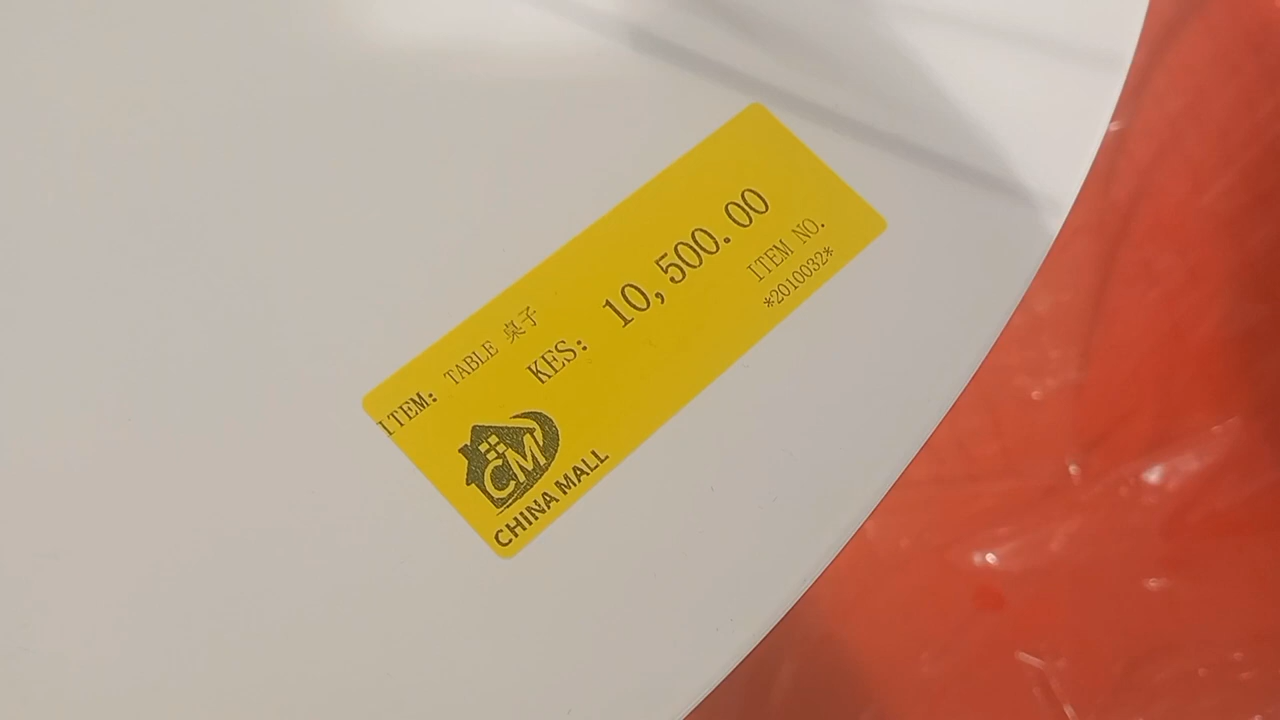 ITEM: TABLE 桌子
KES: 10,500.00
ITEM NO.
*2010032*
CM
CHINA MALL